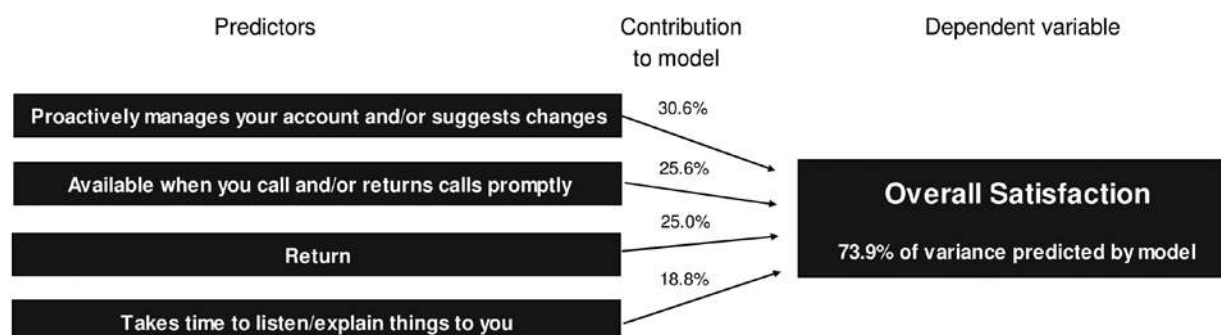 Predictors
Contribution
to model
Dependent variable
Proactively manages your account and/or suggests changes
30.6%
Available when you call and/or returns calls promptly
25.6%
Return
25.0%
Takes time to listen/explain things to you
18.8%
Overall Satisfaction
73.9% of variance predicted by model